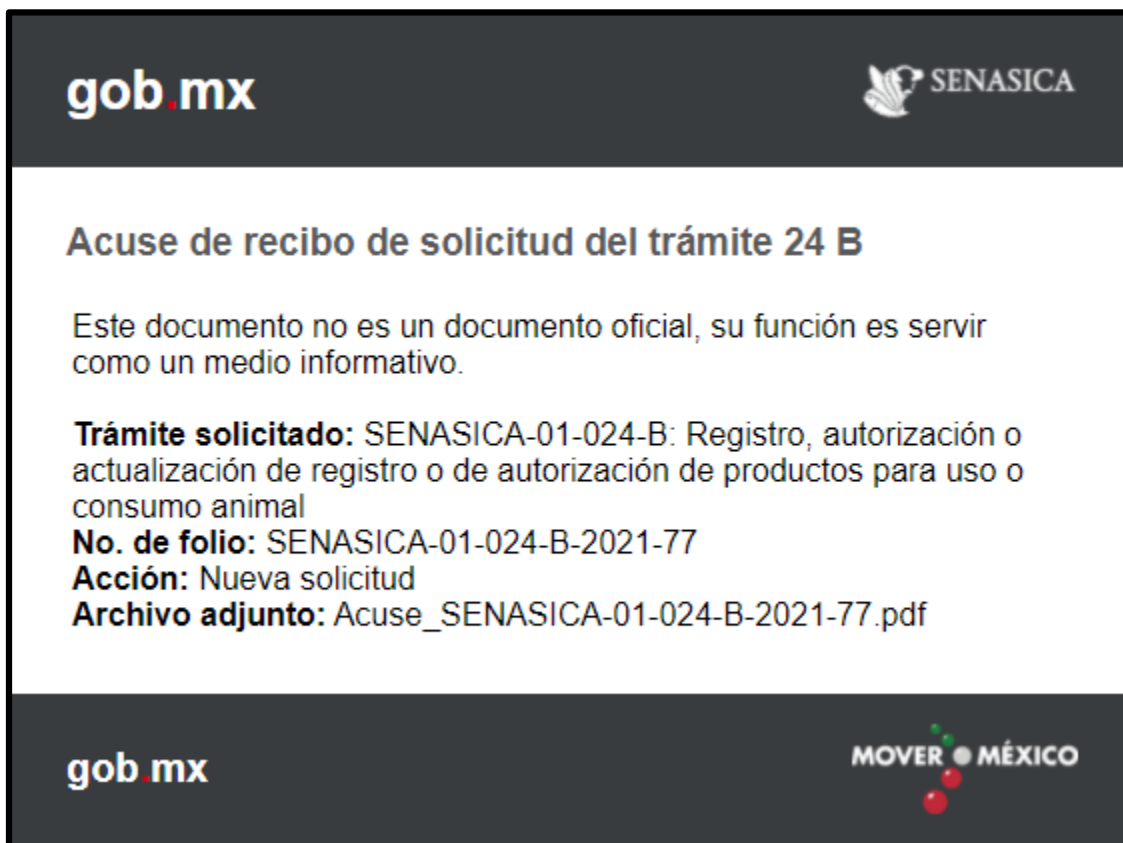 gob.mx
SENASICA
Acuse de recibo de solicitud del trámite 24 B
Este documento no es un documento oficial, su función es servir
como un medio informativo.
Trámite solicitado: SENASICA-01-024-B: Registro, autorización o
actualización de registro o de autorización de productos para uso o
consumo animal
No. de folio: SENASICA-01-024-B-2021-77
Acción: Nueva solicitud
Archivo adjunto: Acuse_SENASICA-01-024-B-2021-77.pdf
gob.mx
MOVER MÉXICO